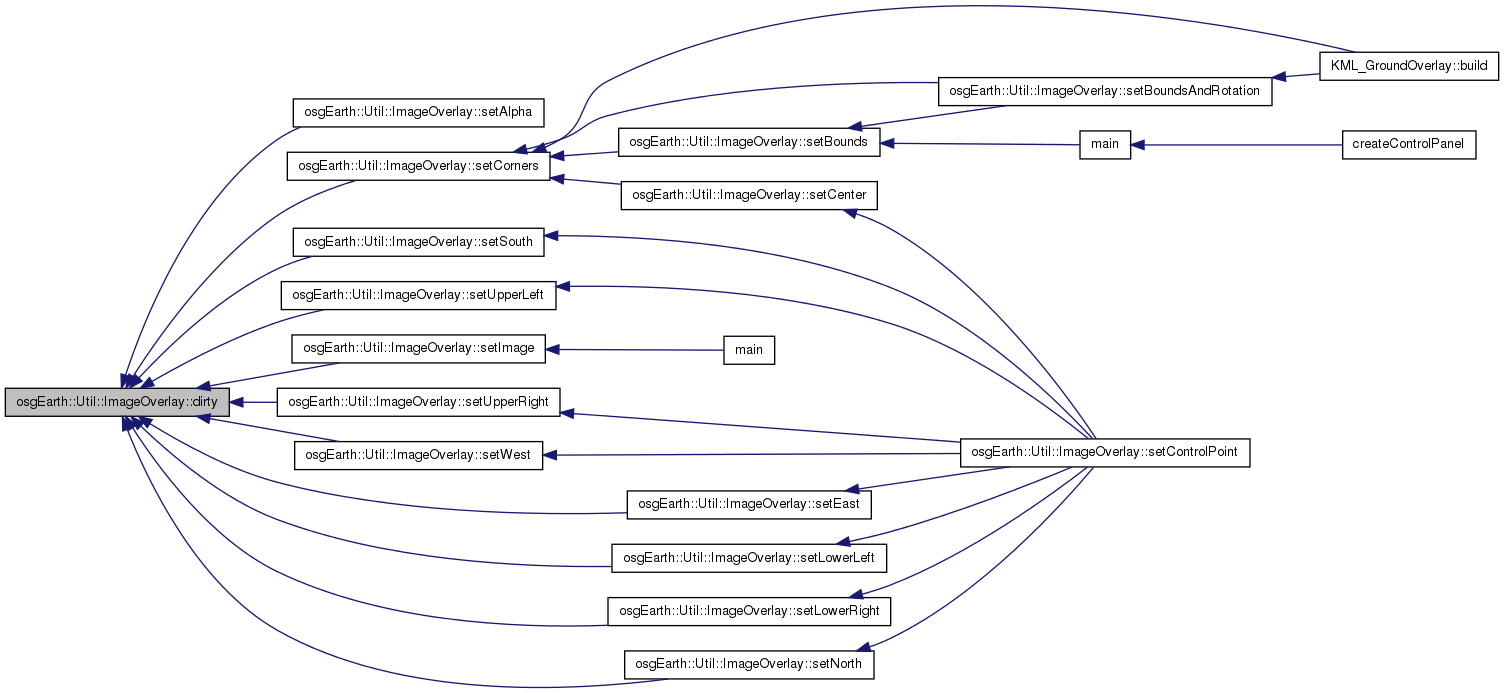 KML_GroundOverlay::build
osgEarth::Util::ImageOverlay::setBoundsAndRotation
osgEarth::Util::ImageOverlay::setAlpha
osgEarth::Util::ImageOverlay::setBounds
main
createControlPanel
osgEarth::Util::ImageOverlay::setCorners
osgEarth::Util::ImageOverlay::setCenter
osgEarth::Util::ImageOverlay::setSouth
osgEarth::Util::ImageOverlay::setUpperLeft
osgEarth::Util::ImageOverlay::setImage
main
osgEarth::Util::ImageOverlay::dirty
osgEarth::Util::ImageOverlay::setUpperRight
osgEarth::Util::ImageOverlay::setWest
osgEarth::Util::ImageOverlay::setControlPoint
osgEarth::Util::ImageOverlay::setEast
osgEarth::Util::ImageOverlay::setLowerLeft
osgEarth::Util::ImageOverlay::setLowerRight
osgEarth::Util::ImageOverlay::setNorth